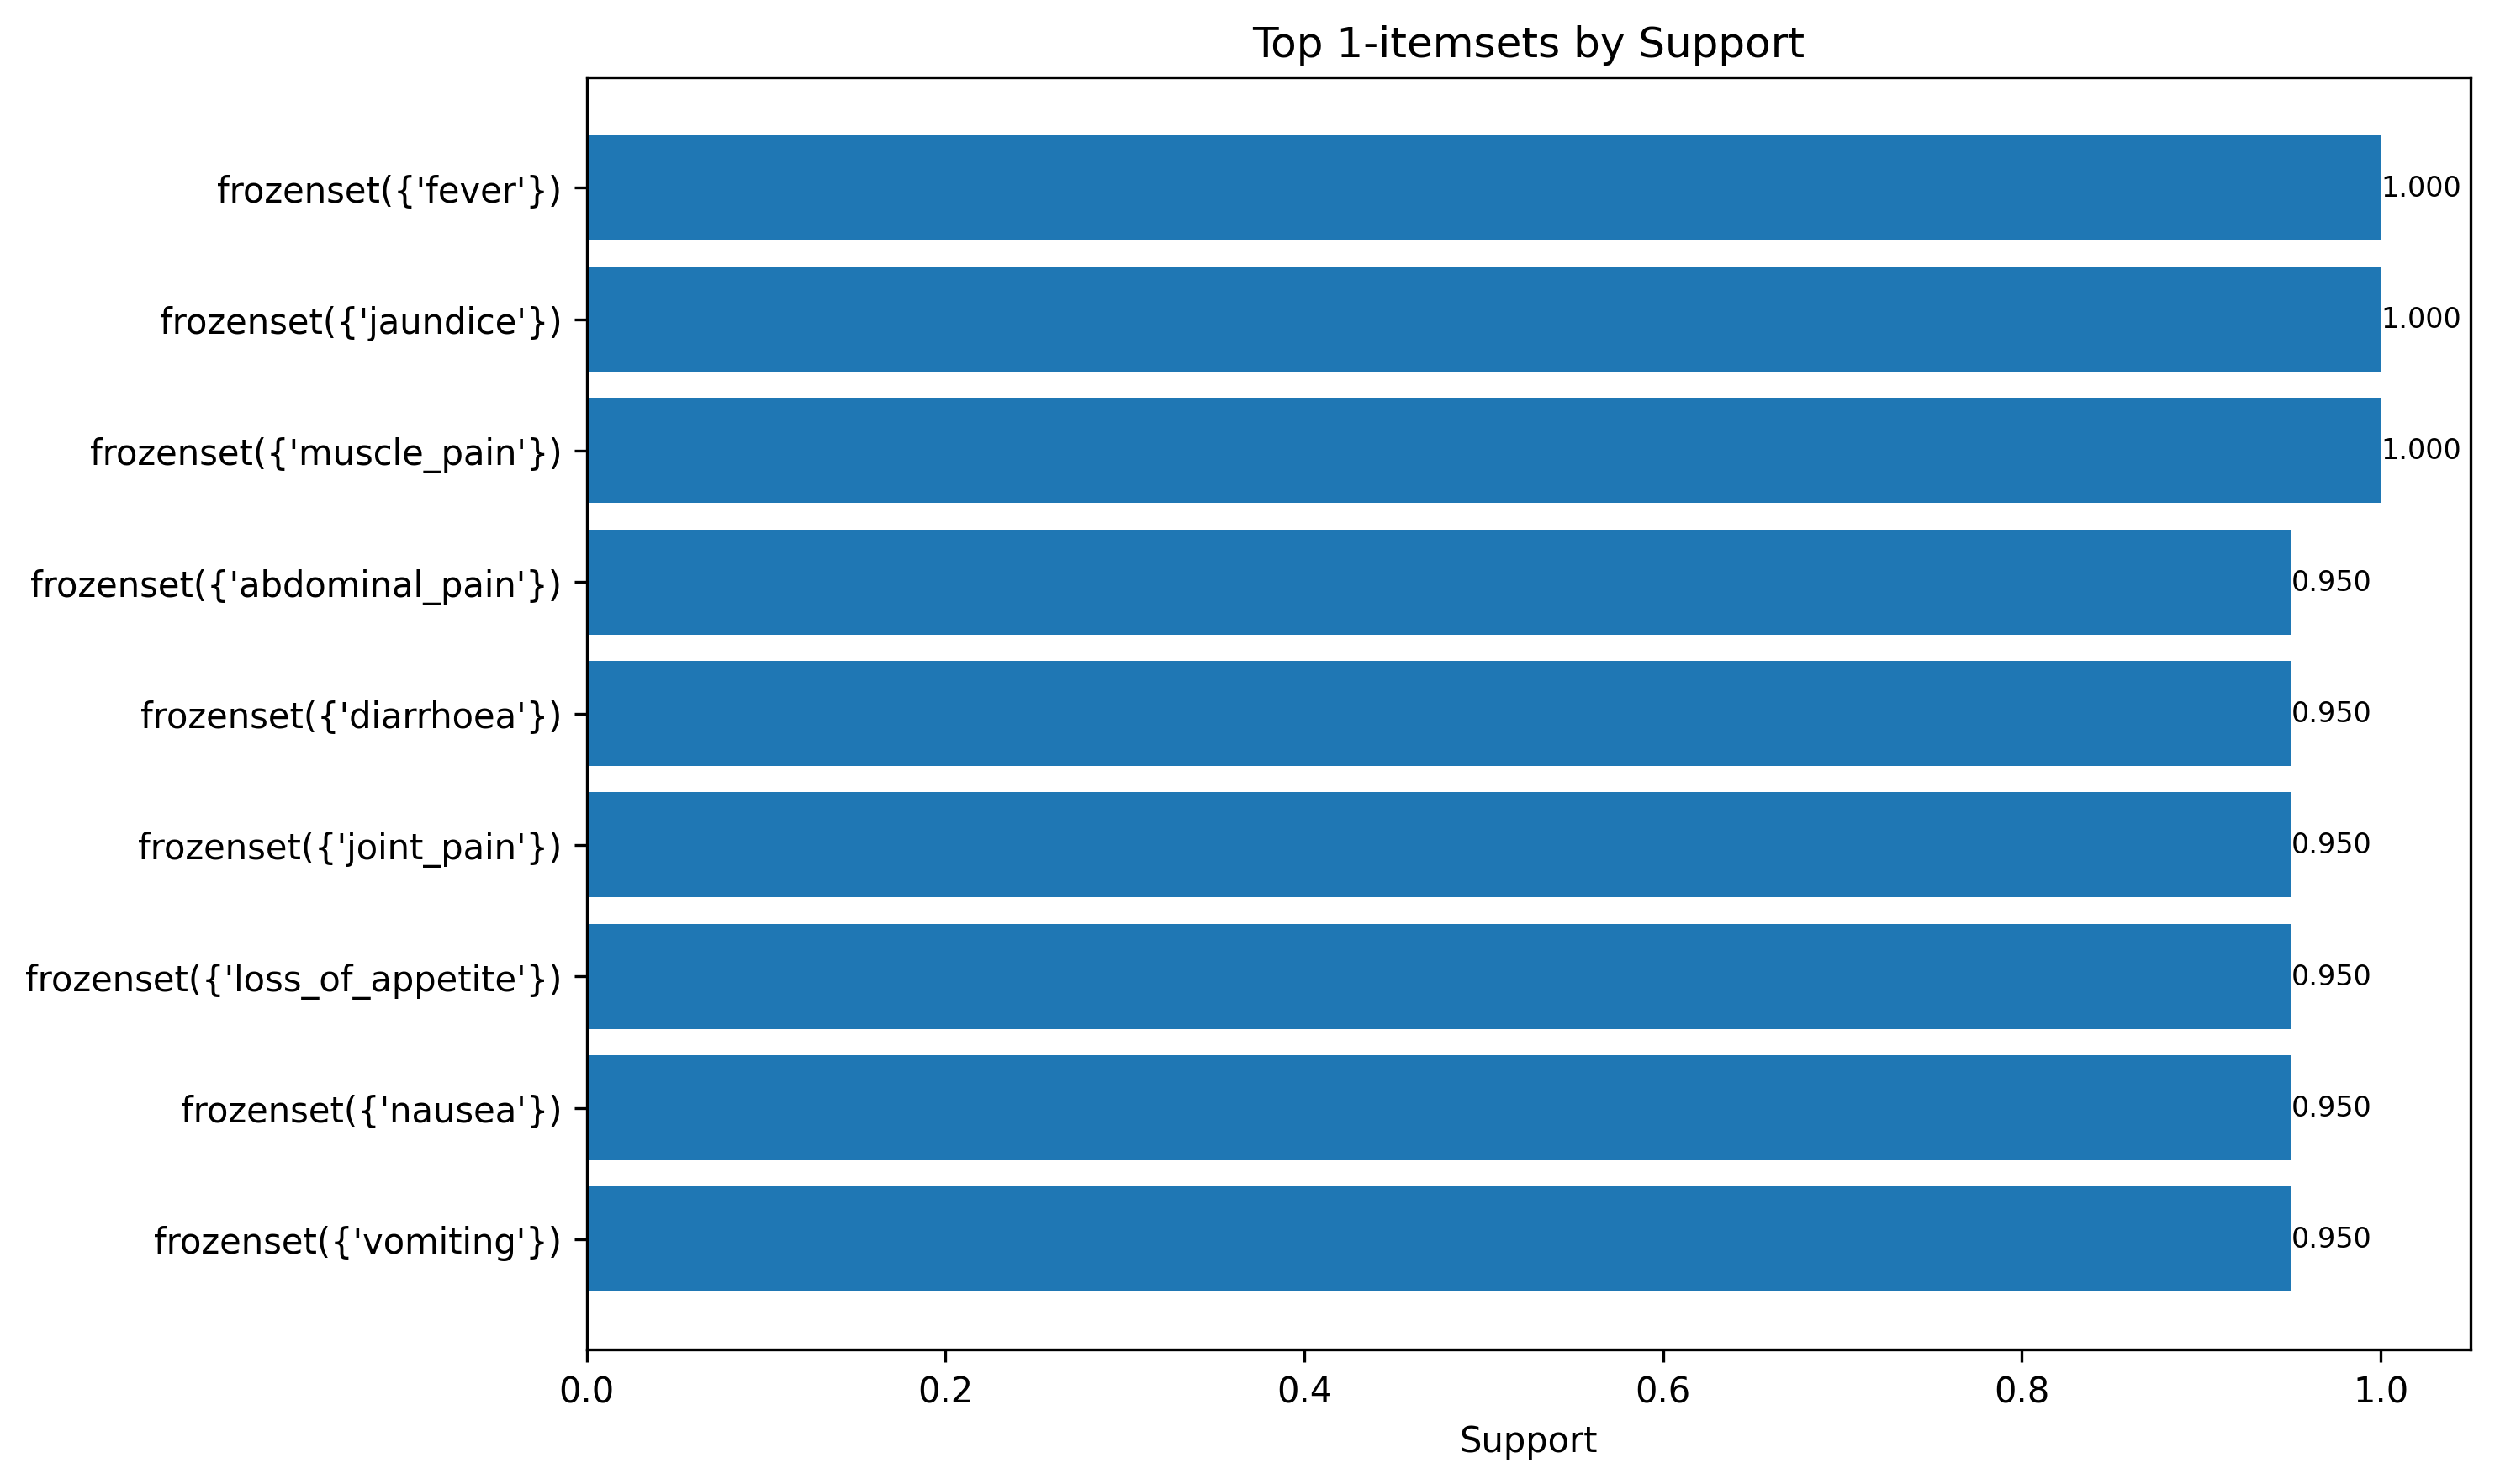 Top 1-itemsets by Support
frozenset({'fever'}) 1.000
frozenset({'jaundice'}) 1.000
frozenset({'muscle_pain'}) 1.000
frozenset({'abdominal_pain'}) 0.950
frozenset({'diarrhoea'}) 0.950
frozenset({'joint_pain'}) 0.950
frozenset({'loss_of_appetite'}) 0.950
frozenset({'nausea'}) 0.950
frozenset({'vomiting'}) 0.950
0.0 0.2 0.4 0.6 0.8 1.0
Support